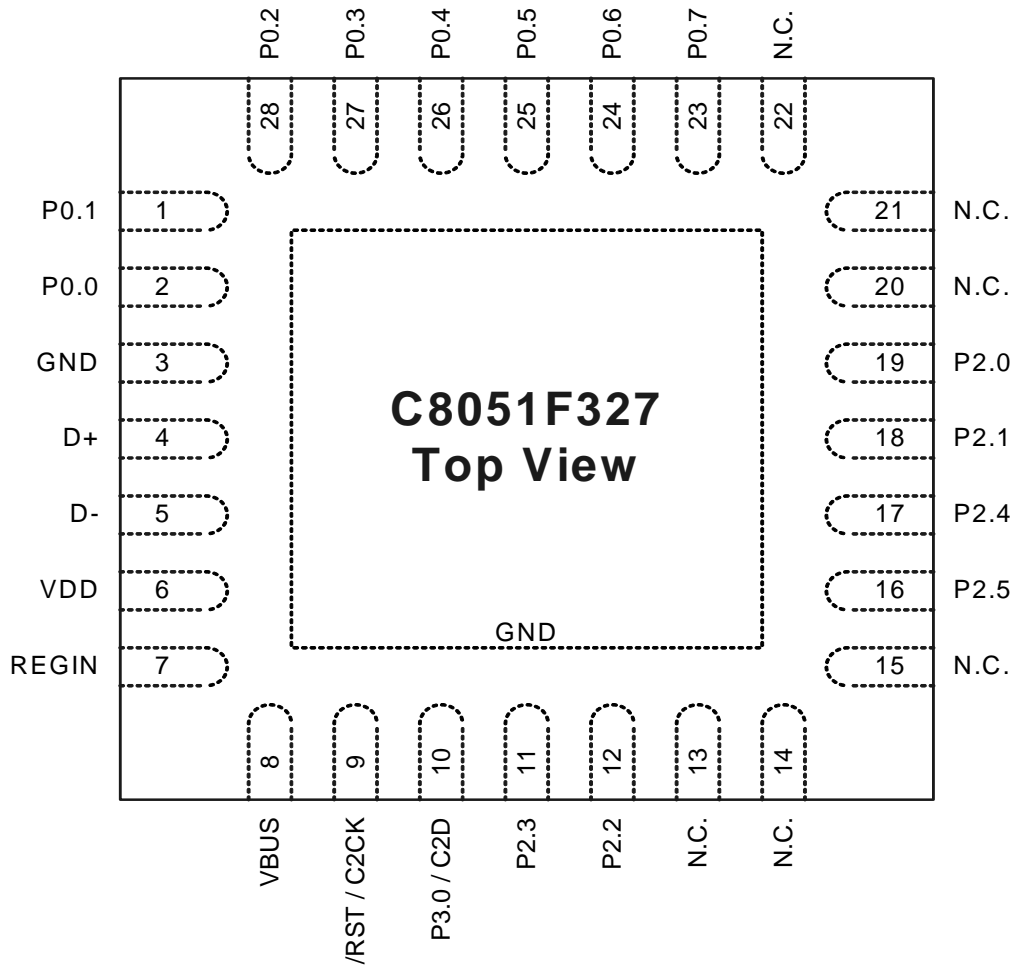 P0.2
P0.3
P0.4
P0.5
P0.6
P0.7
N.C.
28
27
26
25
24
23
22
P0.1 1
P0.0 2
GND 3
D+ 4
D- 5
VDD 6
REGIN 7
21 N.C.
20 N.C.
19 P2.0
18 P2.1
17 P2.4
16 P2.5
15 N.C.
C8051F327
Top View
GND
8
9
10
11
12
13
14
VBUS
/RST / C2CK
P3.0 / C2D
P2.3
P2.2
N.C.
N.C.